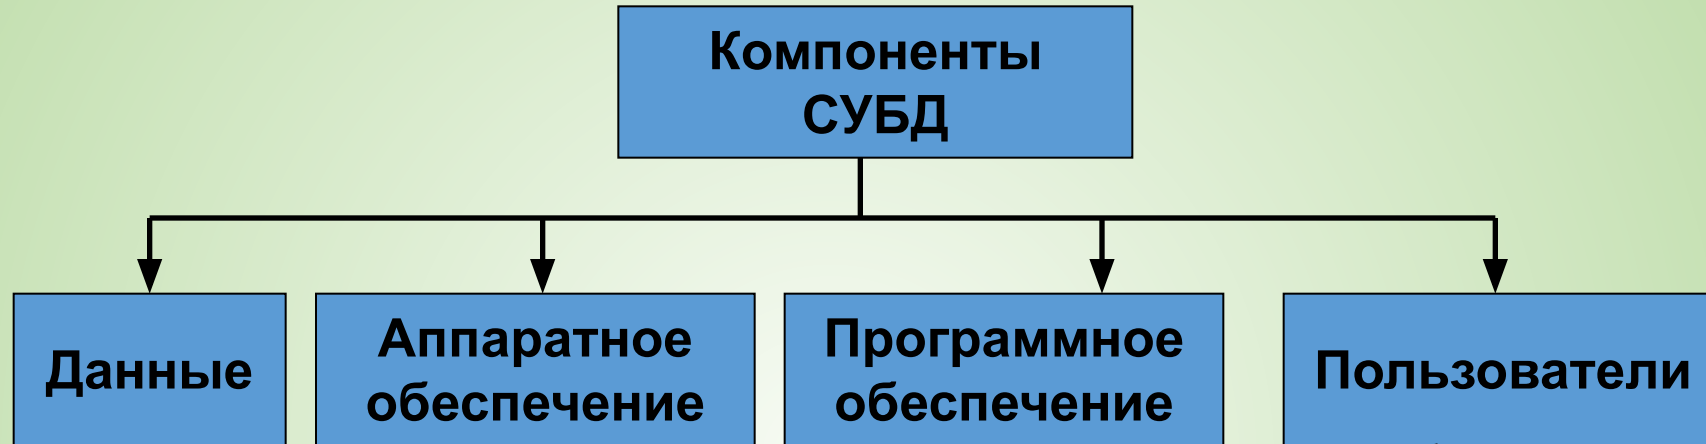 Компоненты
СУБД
Данные
Аппаратное
обеспечение
Программное
обеспечение
Пользователи